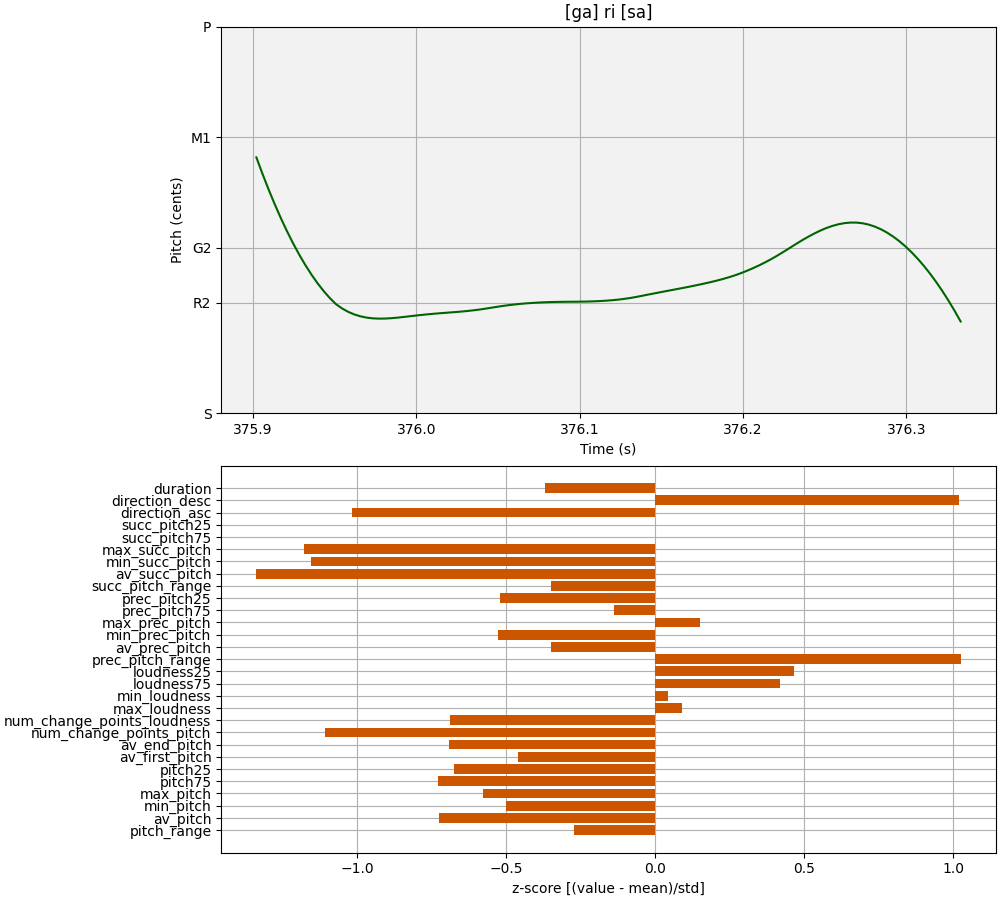 [ga] ri [sa]
P
M1
G2
R2
S
Pitch (cents)
375.9 376.0 376.1 376.2 376.3
Time (s)
duration
direction_desc
direction_asc
succ_pitch25
succ_pitch75
max_succ_pitch
min_succ_pitch
av_succ_pitch
succ_pitch_range
prec_pitch25
prec_pitch75
max_prec_pitch
min_prec_pitch
av_prec_pitch
prec_pitch_range
loudness25
loudness75
min_loudness
max_loudness
num_change_points_loudness
num_change_points_pitch
av_end_pitch
av_first_pitch
pitch25
pitch75
max_pitch
min_pitch
av_pitch
pitch_range
−1.0 −0.5 0.0 0.5 1.0
z-score [(value - mean)/std]